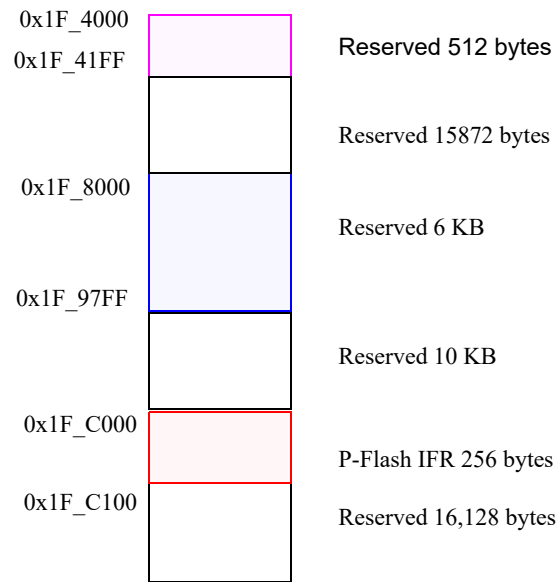 0x1F_4000
Reserved 512 bytes
0x1F_41FF
Reserved 15872 bytes
0x1F_8000
Reserved 6 KB
0x1F_97FF
Reserved 10 KB
0x1F_C000
P-Flash IFR 256 bytes
0x1F_C100
Reserved 16,128 bytes